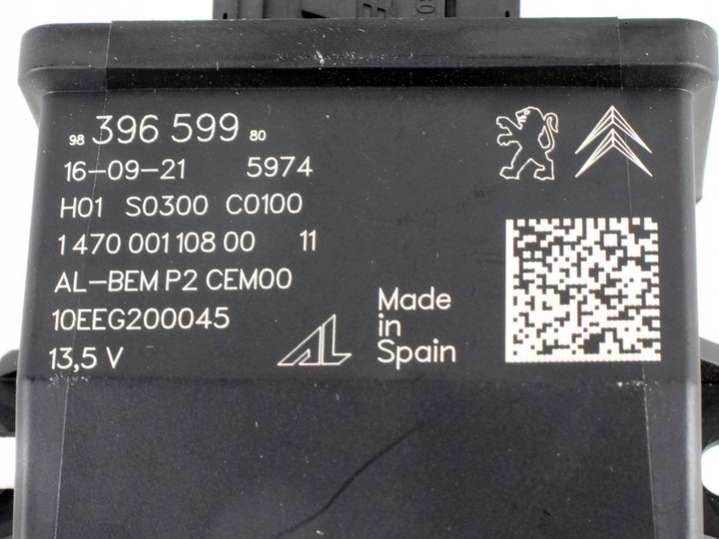 98 396 599 80
16-09-21 5974
H01 S0300 C0100
1 470 001 108 00 11
AL-BEM P2 CEM00
10EEG200045
13,5 V
AL
Made
in
Spain